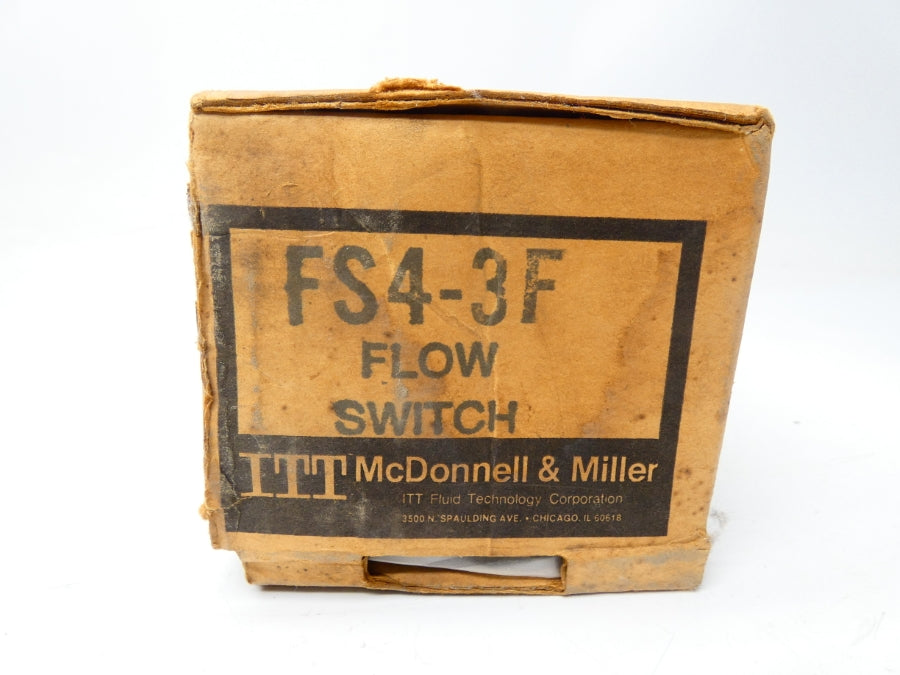 FS4-3F
FLOW
SWITCH
ITT McDonnell & Miller
ITT Fluid Technology Corporation
3500 N. SPAULDING AVE. • CHICAGO, IL 60618